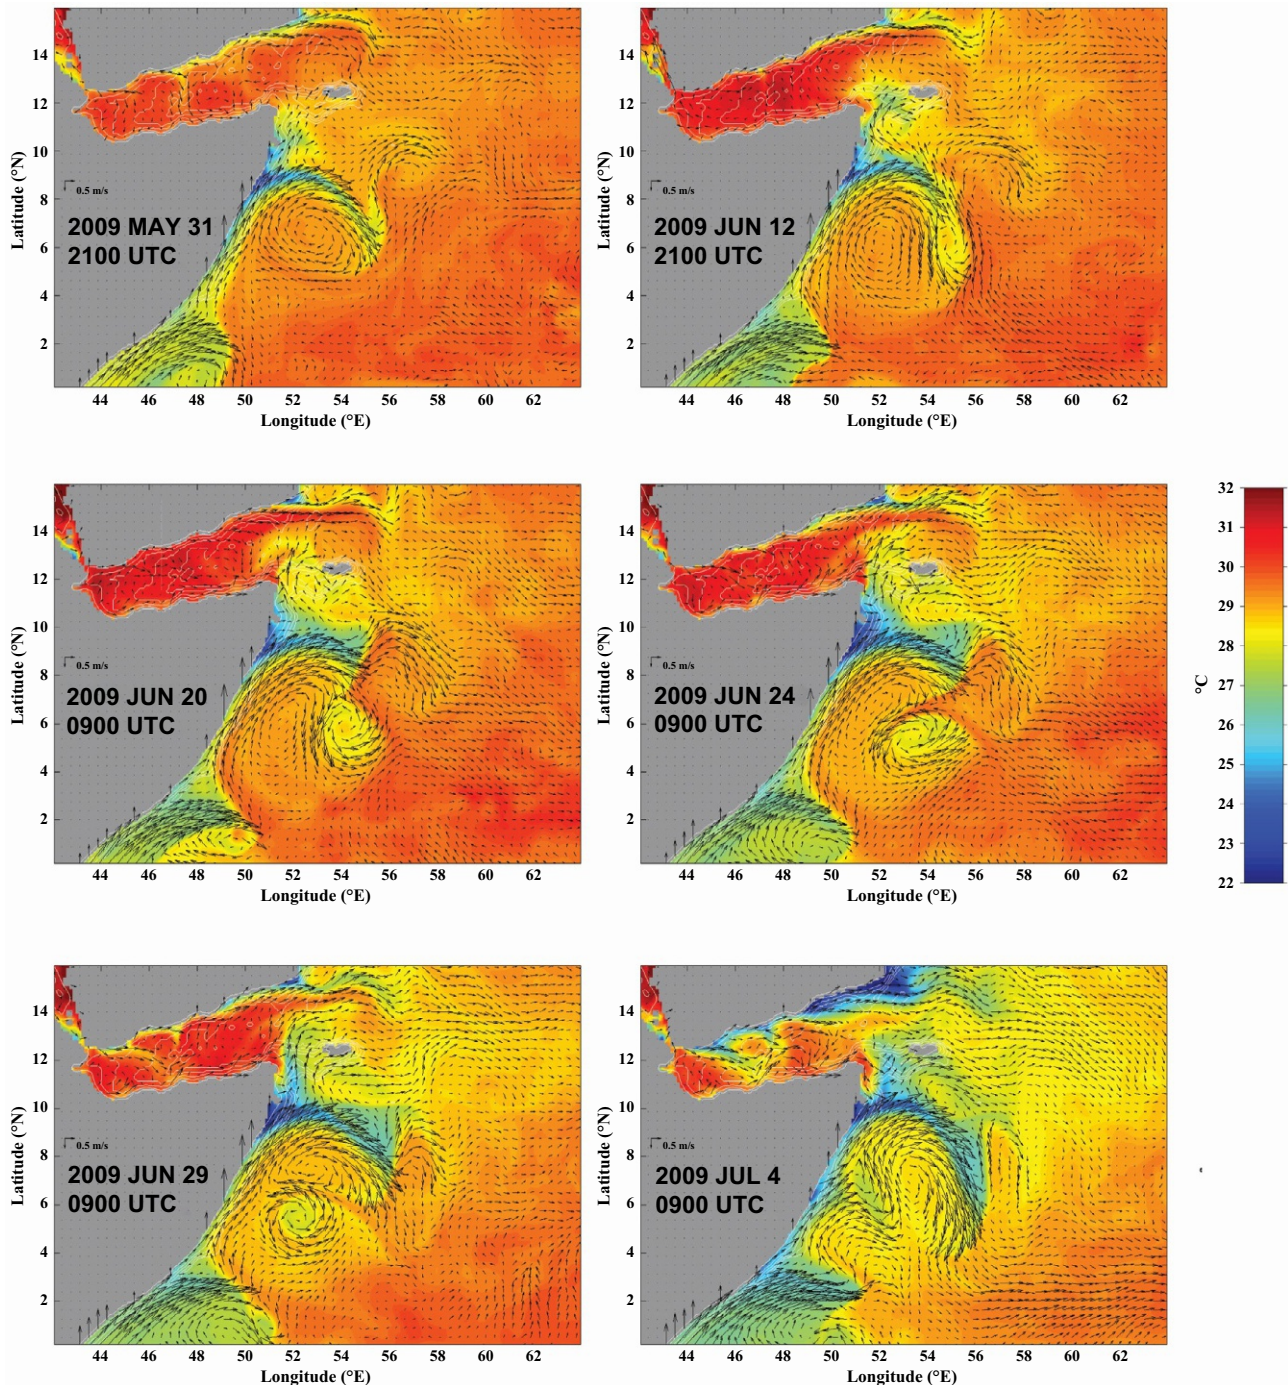 14
12
10
8
6
4
2
Latitude (°N)
0.5 m/s
2009 MAY 31
2100 UTC
44 46 48 50 52 54 56 58 60 62
Longitude (°E)
14
12
10
8
6
4
2
Latitude (°N)
0.5 m/s
2009 JUN 12
2100 UTC
44 46 48 50 52 54 56 58 60 62
Longitude (°E)
14
12
10
8
6
4
2
Latitude (°N)
0.5 m/s
2009 JUN 20
0900 UTC
44 46 48 50 52 54 56 58 60 62
Longitude (°E)
14
12
10
8
6
4
2
Latitude (°N)
0.5 m/s
2009 JUN 24
0900 UTC
44 46 48 50 52 54 56 58 60 62
Longitude (°E)
32
31
30
29
28
27
26
25
24
23
22
°C
14
12
10
8
6
4
2
Latitude (°N)
0.5 m/s
2009 JUN 29
0900 UTC
44 46 48 50 52 54 56 58 60 62
Longitude (°E)
14
12
10
8
6
4
2
Latitude (°N)
0.5 m/s
2009 JUL 4
0900 UTC
44 46 48 50 52 54 56 58 60 62
Longitude (°E)